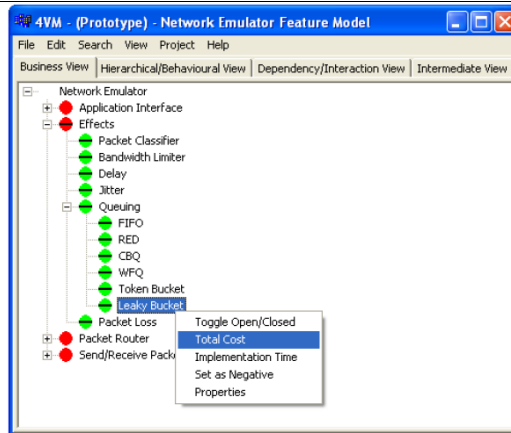 4VM - (Prototype) - Network Emulator Feature Model
File Edit Search View Project Help
Business View Hierarchical/Behavioural View Dependency/Interaction View Intermediate View
Network Emulator
Application Interface
Effects
Packet Classifier
Bandwidth Limiter
Delay
Jitter
Queuing
FIFO
RED
CBQ
WFQ
Token Bucket
Leaky Bucket
Packet Loss
Packet Router
Send/Receive Pack
Toggle Open/Closed
Total Cost
Implementation Time
Set as Negative
Properties